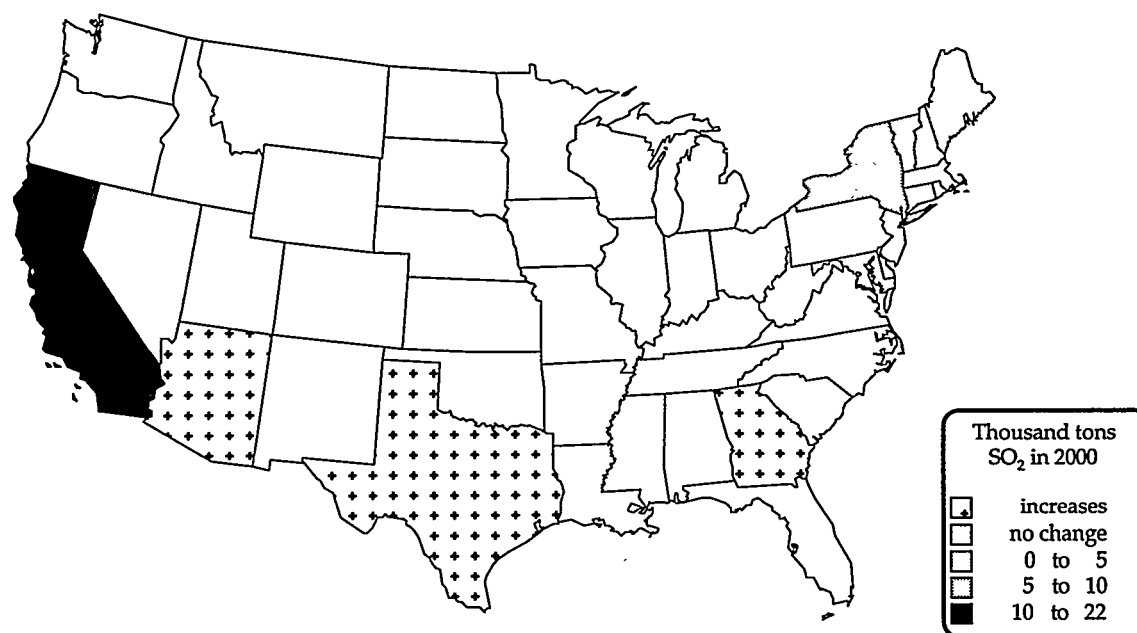 Thousand tons
SO₂ in 2000
increases
no change
0 to 5
5 to 10
10 to 22